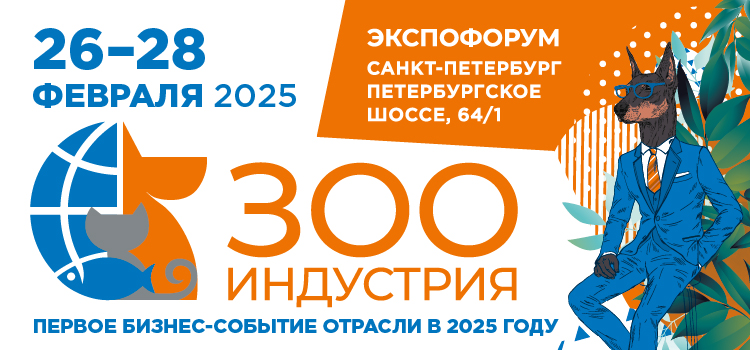 26–28
ФЕВРАЛЯ 2025
ЭКСПОФОРУМ
САНКТ-ПЕТЕРБУРГ
ПЕТЕРБУРГСКОЕ
ШОССЕ, 64/1
ЗОО
ИНДУСТРИЯ
ПЕРВОЕ БИЗНЕС-СОБЫТИЕ ОТРАСЛИ В 2025 ГОДУ